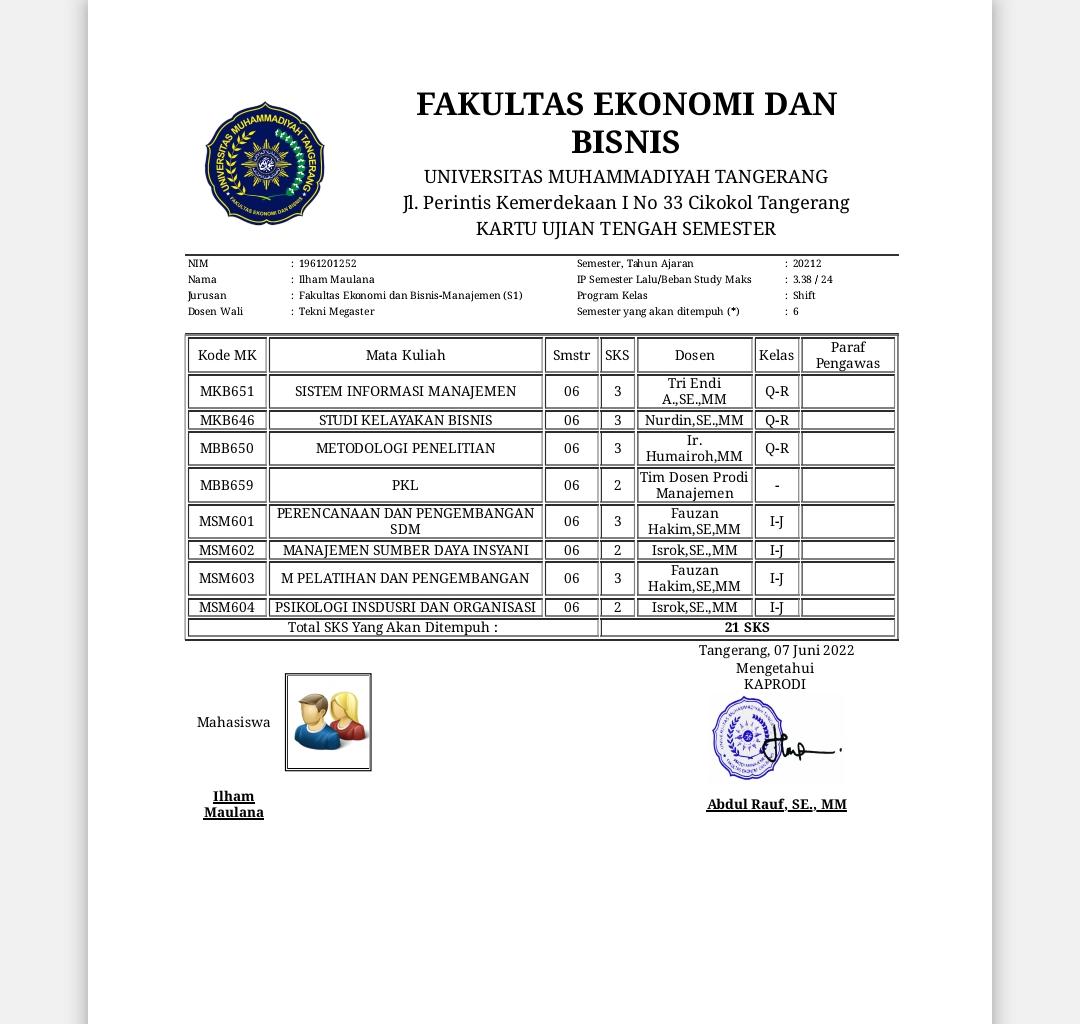 FAKULTAS EKONOMI DAN
BISNIS
UNIVERSITAS MUHAMMADIYAH TANGERANG
Jl. Perintis Kemerdekaan I No 33 Cikokol Tangerang
KARTU UJIAN TENGAH SEMESTER
UNIVERSITAS MUHAMMADIYAH TANGERANG
FAKULTAS EKONOMI DAN BISNIS
NIM : 1961201252 Semester, Tahun Ajaran : 20212
Nama : Ilham Maulana IP Semester Lalu/Beban Study Maks : 3.38 / 24
Jurusan : Fakultas Ekonomi dan Bisnis-Manajemen (S1) Program Kelas : Shift
Dosen Wali : Tekni Megaster Semester yang akan ditempuh (*) : 6
Kode MK Mata Kuliah Smstr SKS Dosen Kelas Paraf
Pengawas
MKB651 SISTEM INFORMASI MANAJEMEN 06 3 Tri Endi
A.,SE.,MM Q-R
MKB646 STUDI KELAYAKAN BISNIS 06 3 Nurdin,SE.,MM Q-R
MBB650 METODOLOGI PENELITIAN 06 3 Ir.
Humairoh,MM Q-R
MBB659 PKL 06 2 Tim Dosen Prodi
Manajemen -
MSM601 PERENCANAAN DAN PENGEMBANGAN
SDM 06 3 Fauzan
Hakim,SE,MM I-J
MSM602 MANAJEMEN SUMBER DAYA INSYANI 06 2 Isrok,SE.,MM I-J
MSM603 M PELATIHAN DAN PENGEMBANGAN 06 3 Fauzan
Hakim,SE,MM I-J
MSM604 PSIKOLOGI INSDUSRI DAN ORGANISASI 06 2 Isrok,SE.,MM I-J
Total SKS Yang Akan Ditempuh : 21 SKS
Tangerang, 07 Juni 2022
Mengetahui
KAPRODI
Mahasiswa
Ilham
Maulana
Abdul Rauf, SE., MM